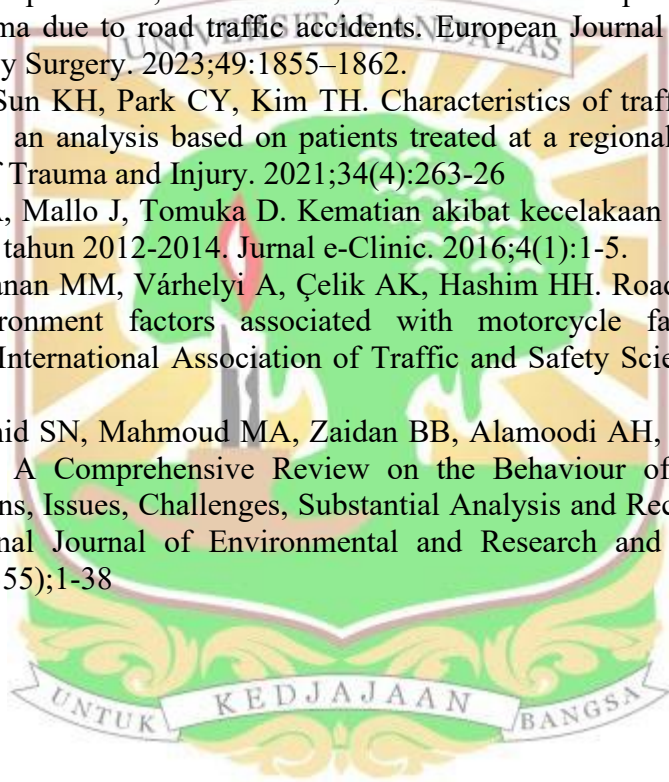 ma due to road traffic accidents. European Journal
UNIVERSITAS ANDALAS
y Surgery. 2023;49:1855–1862.
Sun KH, Park CY, Kim TH. Characteristics of traff
an analysis based on patients treated at a regional
f Trauma and Injury. 2021;34(4):263-26
, Mallo J, Tomuka D. Kematian akibat kecelakaan
tahun 2012-2014. Jurnal e-Clinic. 2016;4(1):1-5.
anan MM, Várhelyi A, Çelik AK, Hashim HH. Road
ronment factors associated with motorcycle fa
International Association of Traffic and Safety Scie
id SN, Mahmoud MA, Zaidan BB, Alamoodi AH,
A Comprehensive Review on the Behaviour of
ns, Issues, Challenges, Substantial Analysis and Rec
nal Journal of Environmental and Research and
55);1-38
UNTUK KEDJAJAAN BANGSA